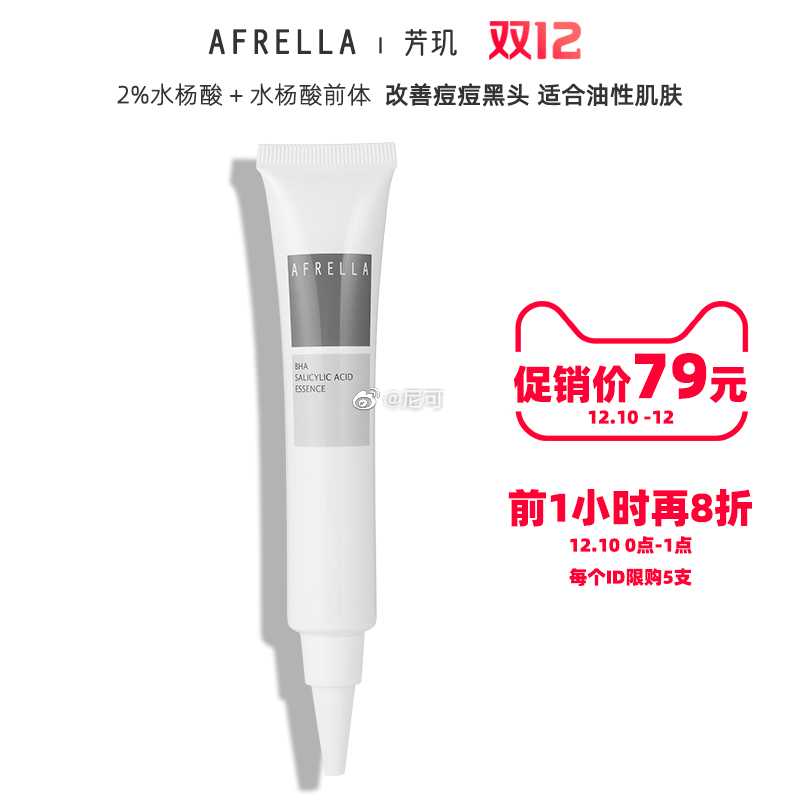 AFRELLA | 芳玑 双12
2%水杨酸 + 水杨酸前体 改善痘痘黑头 适合油性肌肤
AFRELLA
BHA
SALICYLIC ACID
ESSENCE
@尼可
促销价79元
12.10 -12
前1小时再8折
12.10 0点-1点
每个ID限购5支